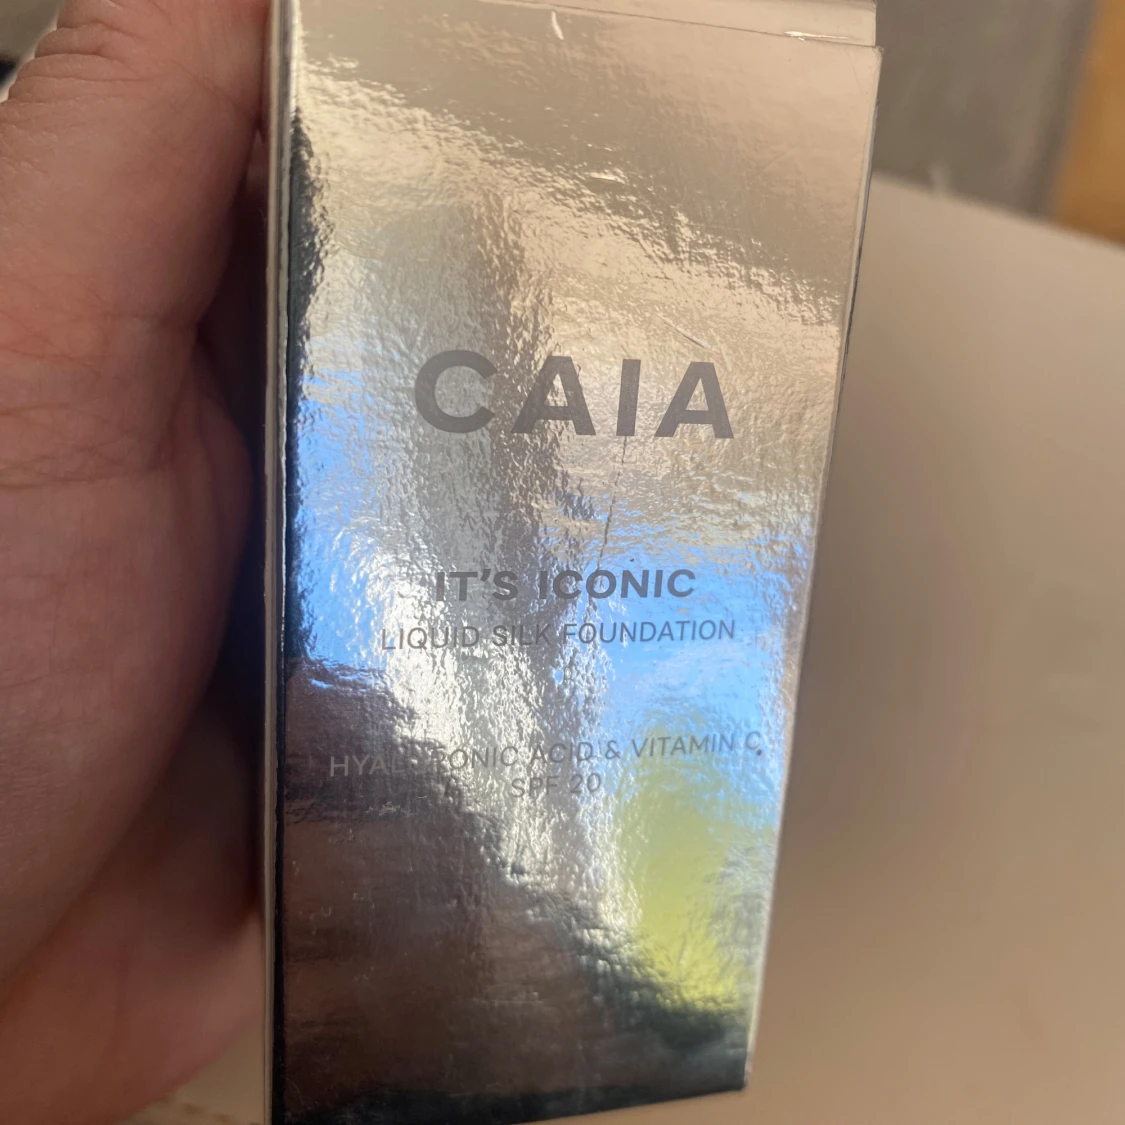 CAIA
IT'S ICONIC
LIQUID SILK FOUNDATION
HYALURONIC ACID & VITAMIN C
SPF 20